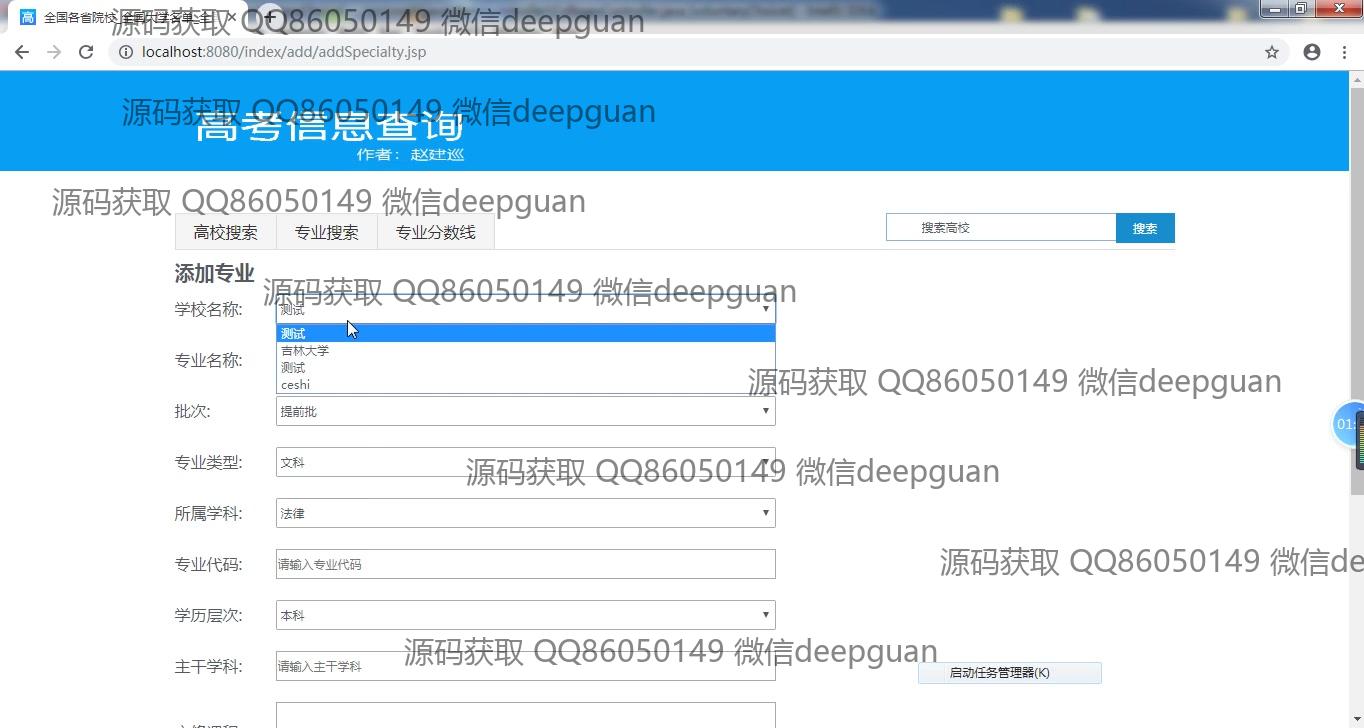 全国各省院校_全国大学名单_全
源码获取 QQ86050149 微信deepguan
localhost:8080/index/add/addSpecialty.jsp
源码获取 QQ86050149 微信deepguan
高考信息查询
作者：赵建巡
源码获取 QQ86050149 微信deepguan
高校搜索 专业搜索 专业分数线 搜索高校 搜索
添加专业
源码获取 QQ86050149 微信deepguan
学校名称: 测试
测试
吉林大学
专业名称:
测试
ceshi
源码获取 QQ86050149 微信deepguan
批次: 提前批
专业类型: 文科
源码获取 QQ86050149 微信deepguan
所属学科: 法律
专业代码: 请输入专业代码
源码获取 QQ86050149 微信de
学历层次: 本科
源码获取 QQ86050149 微信deepguan
主干学科: 请输入主干学科
启动任务管理器(K)